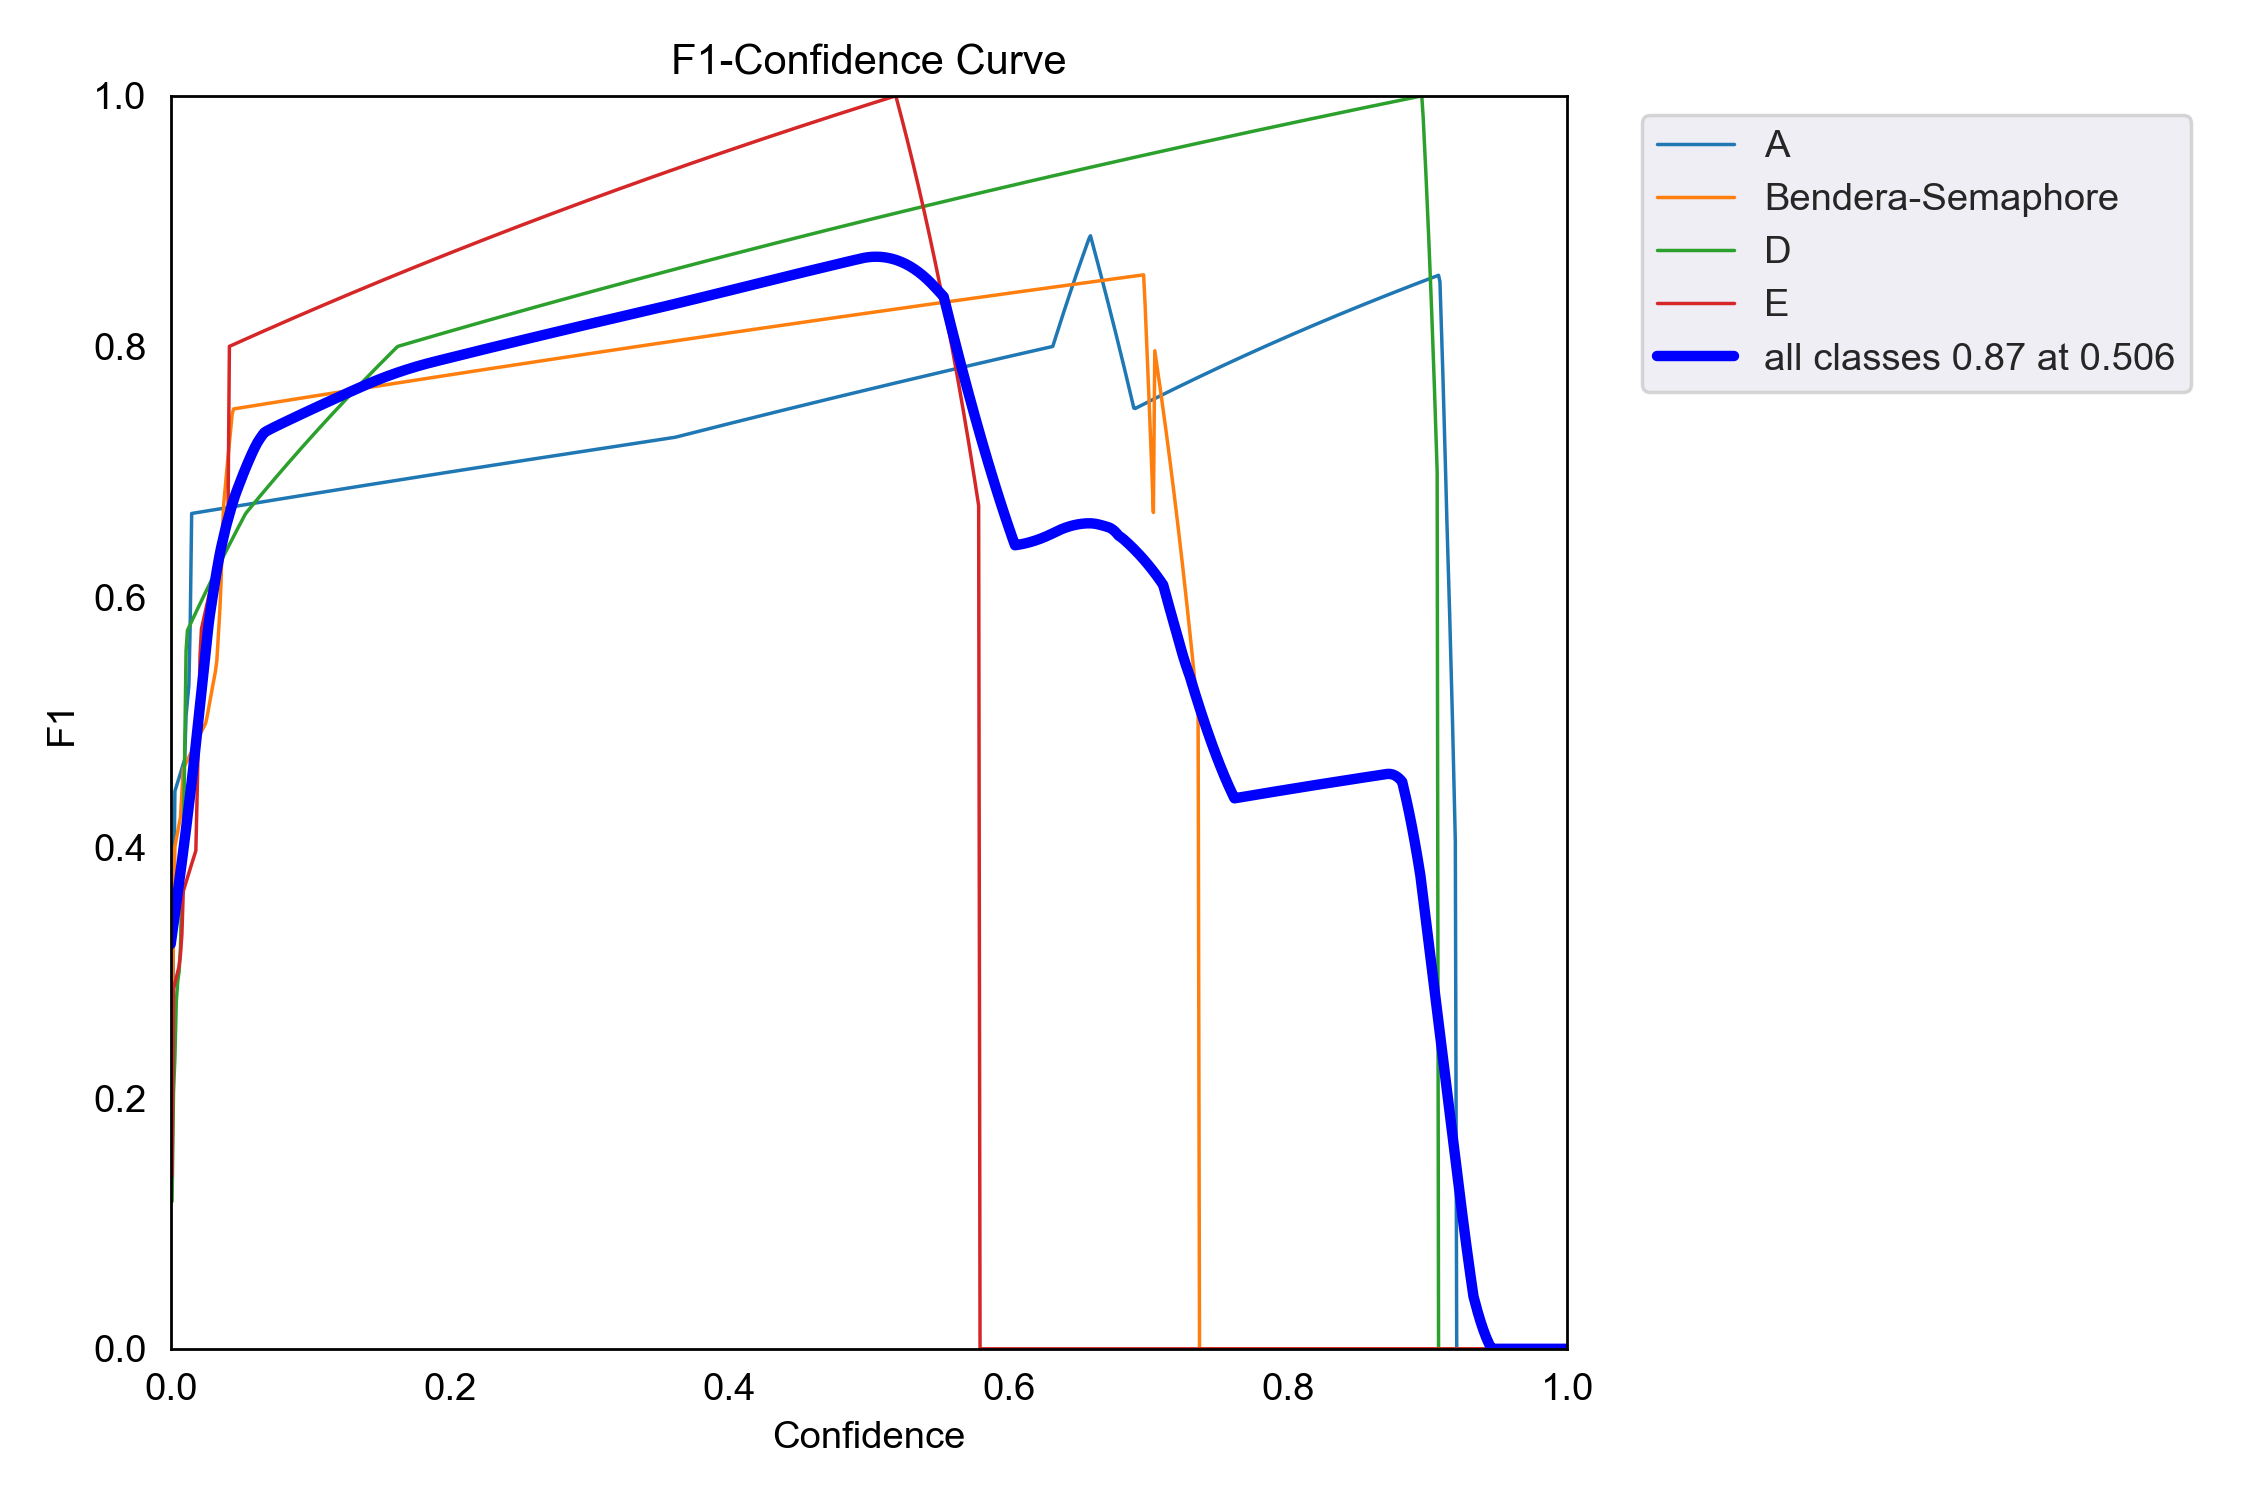 F1-Confidence Curve
1.0
0.8
0.6
0.4
0.2
0.0
F1
0.0 0.2 0.4 0.6 0.8 1.0
Confidence
A
Bendera-Semaphore
D
E
all classes 0.87 at 0.506